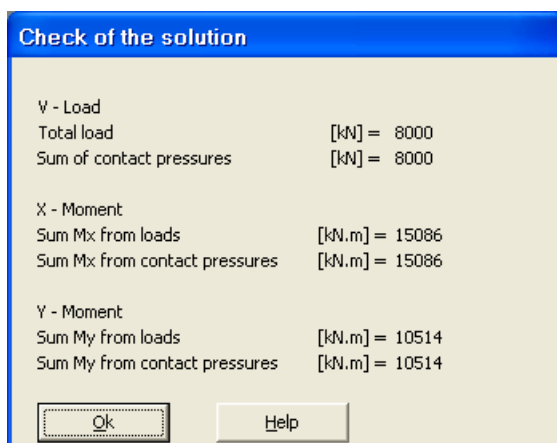 Check of the solution
V - Load
Total load [kN] = 8000
Sum of contact pressures [kN] = 8000
X - Moment
Sum Mx from loads [kN.m] = 15086
Sum Mx from contact pressures [kN.m] = 15086
Y - Moment
Sum My from loads [kN.m] = 10514
Sum My from contact pressures [kN.m] = 10514
Ok Help